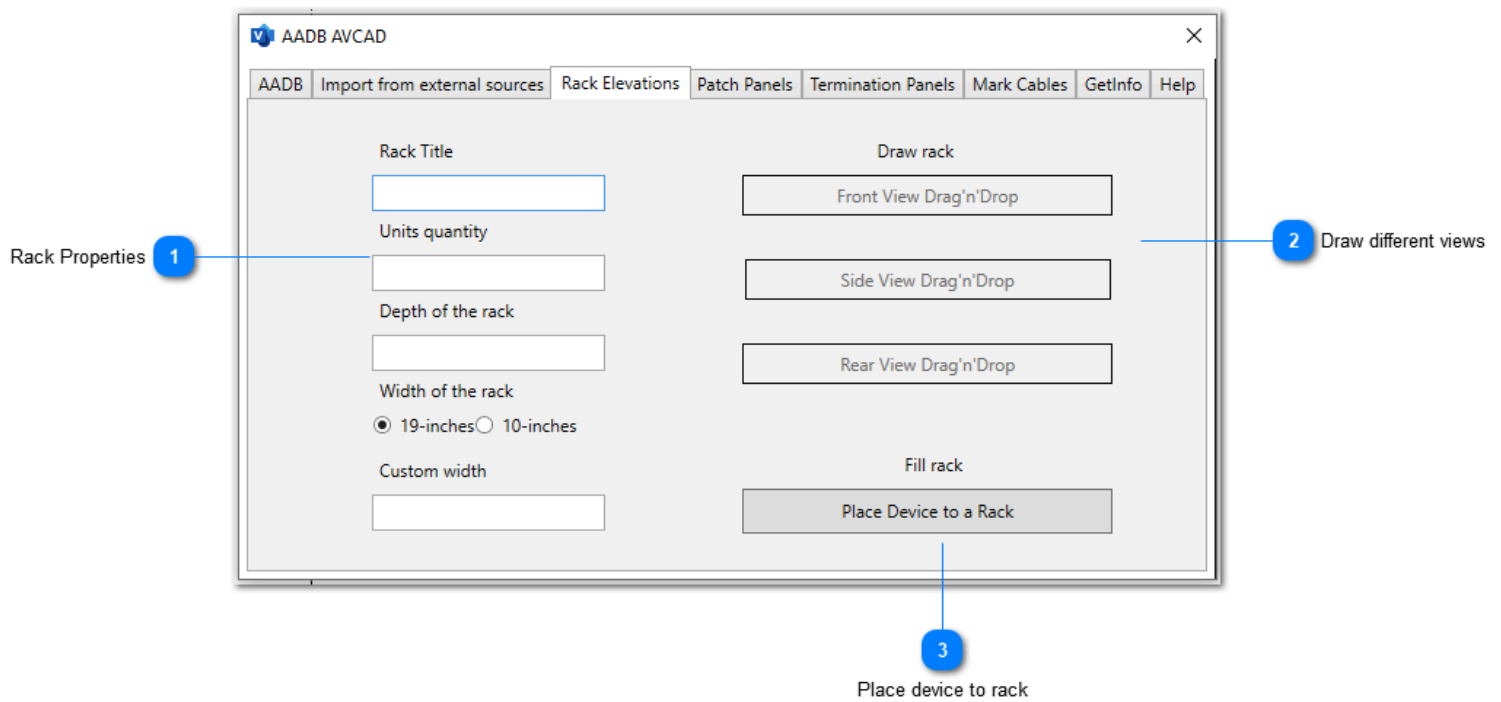 AADB AVCAD
AADB Import from external sources Rack Elevations Patch Panels Termination Panels Mark Cables GetInfo Help
Rack Title
Units quantity
Depth of the rack
Width of the rack
19-inches 10-inches
Custom width
Draw rack
Front View Drag'n'Drop
Side View Drag'n'Drop
Rear View Drag'n'Drop
Fill rack
Place Device to a Rack
Rack Properties 1
2 Draw different views
3
Place device to rack